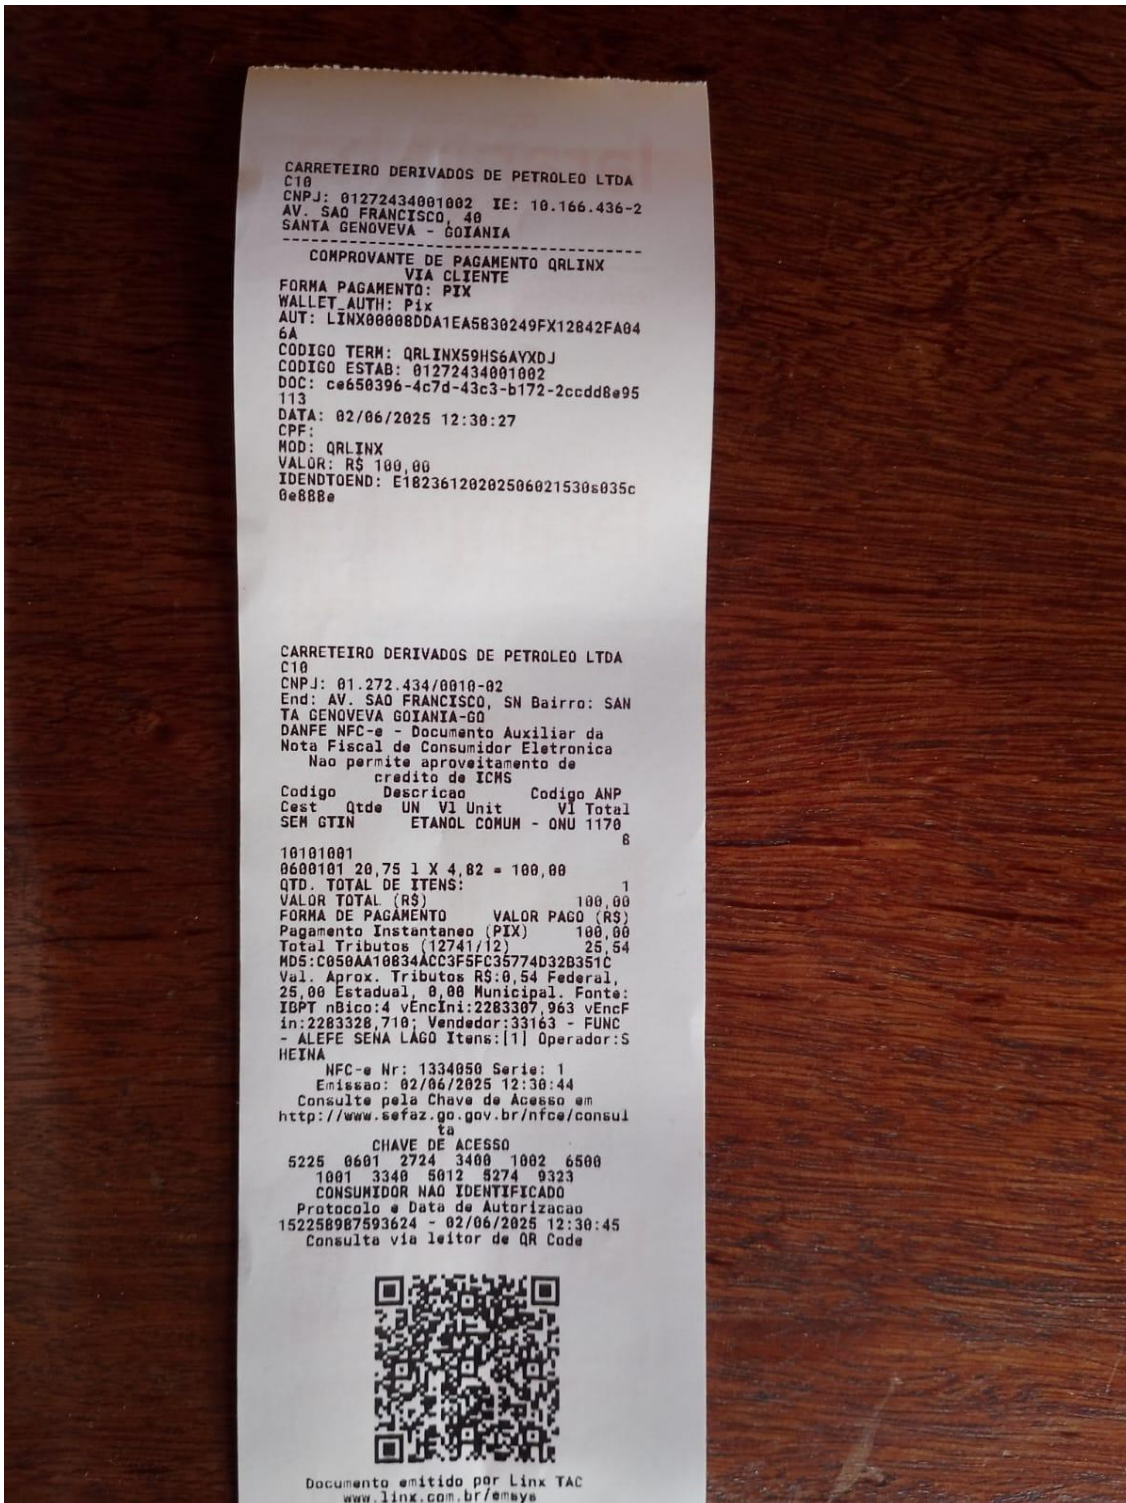 CARRETEIRO DERIVADOS DE PETROLEO LTDA
C10
CNPJ: 01272434001002 IE: 10.166.436-2
AV. SAO FRANCISCO, 40
SANTA GENOVEVA - GOIANIA
--------------------------------------
COMPROVANTE DE PAGAMENTO QRLINX
VIA CLIENTE
FORMA PAGAMENTO: PIX
WALLET_AUTH: Pix
AUT: LINX00008DDA1EA5830249FX12842FA04
6A
CODIGO TERM: QRLINX59HS6AYXDJ
CODIGO ESTAB: 01272434001002
DOC: ce650396-4c7d-43c3-b172-2ccdd8e95
113
DATA: 02/06/2025 12:30:27
CPF:
MOD: QRLINX
VALOR: R$ 100,00
IDENDTOEND: E18236120202506021530s035c
0e888e
CARRETEIRO DERIVADOS DE PETROLEO LTDA
C10
CNPJ: 01.272.434/0010-02
End: AV. SAO FRANCISCO, SN Bairro: SAN
TA GENOVEVA GOIANIA-GO
DANFE NFC-e - Documento Auxiliar da
Nota Fiscal de Consumidor Eletronica
Nao permite aproveitamento de
credito de ICMS
Codigo Descricao Codigo ANP
Cest Qtde UN Vl Unit Vl Total
SEM GTIN ETANOL COMUM - ONU 1170
6
10101001
0600101 20,75 l X 4,82 = 100,00
QTD. TOTAL DE ITENS: 1
VALOR TOTAL (R$) 100,00
FORMA DE PAGAMENTO VALOR PAGO (R$)
Pagamento Instantaneo (PIX) 100,00
Total Tributos (12741/12) 25,54
MD5:C050AA10834ACC3F5FC35774D32B351C
Val. Aprox. Tributos R$:0,54 Federal,
25,00 Estadual, 0,00 Municipal. Fonte:
IBPT nBico:4 vEncIni:2283307,963 vEncF
in:2283328,710; Vendedor:33163 - FUNC
- ALEFE SENA LAGO Itens:[1] Operador:S
HEINA
NFC-e Nr: 1334050 Serie: 1
Emissao: 02/06/2025 12:30:44
Consulte pela Chave de Acesso em
http://www.sefaz.go.gov.br/nfce/consul
ta
CHAVE DE ACESSO
5225 0601 2724 3400 1002 6500
1001 3340 5012 5274 9323
CONSUMIDOR NAO IDENTIFICADO
Protocolo e Data de Autorizacao
152258987593624 - 02/06/2025 12:30:45
Consulta via leitor de QR Code
Documento emitido por Linx TAC
www.linx.com.br/emsys